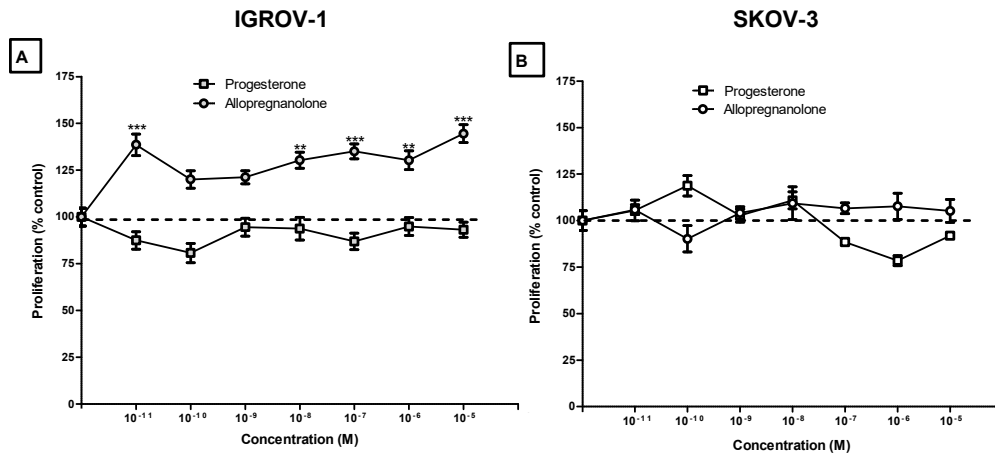 IGROV-1
SKOV-3
A
Progesterone
Allopregnanolone
Proliferation (% control)
175
150
125
100
75
50
25
0
***
**
***
**
***
10⁻¹¹
10⁻¹⁰
10⁻⁹
10⁻⁸
10⁻⁷
10⁻⁶
10⁻⁵
Concentration (M)
B
Progesterone
Allopregnanolone
Proliferation (% control)
175
150
125
100
75
50
25
0
10⁻¹¹
10⁻¹⁰
10⁻⁹
10⁻⁸
10⁻⁷
10⁻⁶
10⁻⁵
Concentration (M)